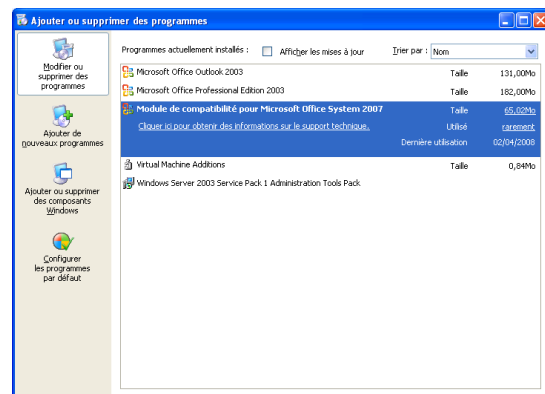 Ajouter ou supprimer des programmes
Modifier ou
supprimer des
programmes
Ajouter de
nouveaux programmes
Ajouter ou supprimer
des composants
Windows
Configurer
les programmes
par défaut
Programmes actuellement installés : Afficher les mises à jour Trier par : Nom
Microsoft Office Outlook 2003 Taille 131,00Mo
Microsoft Office Professional Edition 2003 Taille 182,00Mo
Module de compatibilité pour Microsoft Office System 2007 Taille 65,02Mo
Cliquer ici pour obtenir des informations sur le support technique. Utilisé rarement
Dernière utilisation 02/04/2008
Virtual Machine Additions Taille 0,84Mo
Windows Server 2003 Service Pack 1 Administration Tools Pack